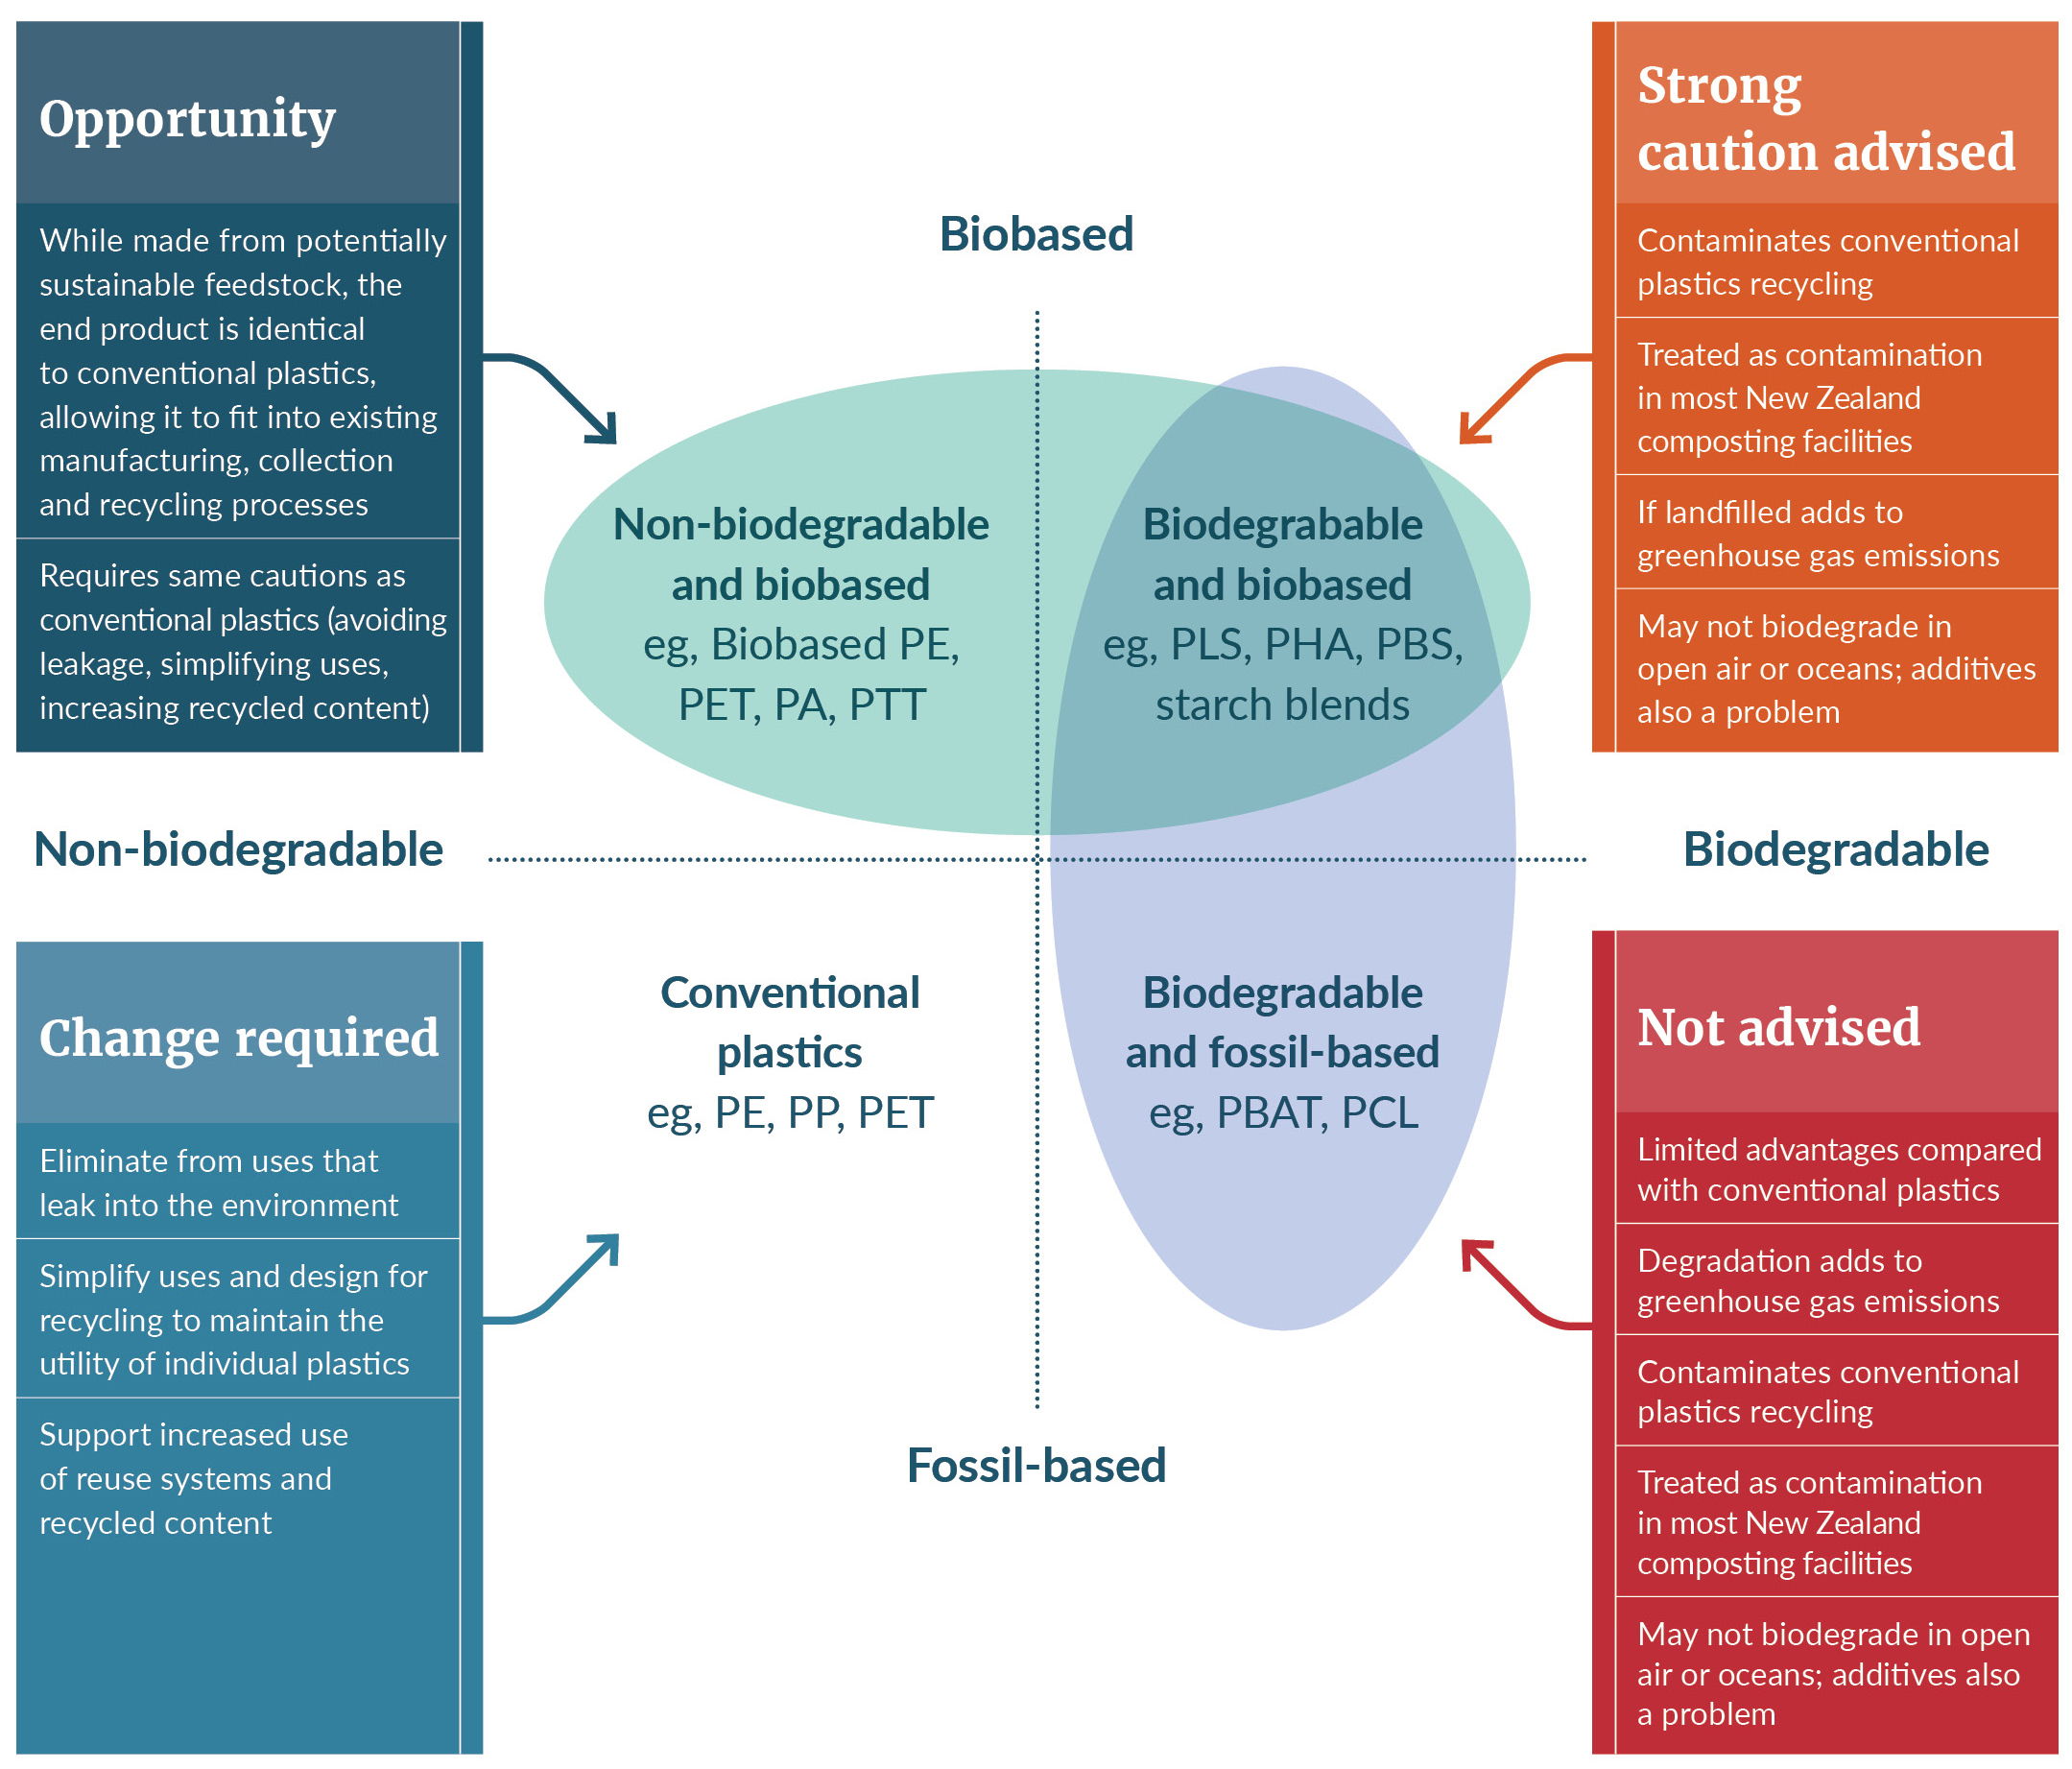 Opportunity
While made from potentially
sustainable feedstock, the
end product is identical
to conventional plastics,
allowing it to fit into existing
manufacturing, collection
and recycling processes
Requires same cautions as
conventional plastics (avoiding
leakage, simplifying uses,
increasing recycled content)
Biobased
Strong
caution advised
Contaminates conventional
plastics recycling
Treated as contamination
in most New Zealand
composting facilities
If landfilled adds to
greenhouse gas emissions
May not biodegrade in
open air or oceans; additives
also a problem
Non-biodegradable
and biobased
eg, Biobased PE,
PET, PA, PTT
Biodegrabable
and biobased
eg, PLS, PHA, PBS,
starch blends
Non-biodegradable
Biodegradable
Change required
Eliminate from uses that
leak into the environment
Simplify uses and design for
recycling to maintain the
utility of individual plastics
Support increased use
of reuse systems and
recycled content
Conventional
plastics
eg, PE, PP, PET
Biodegradable
and fossil-based
eg, PBAT, PCL
Fossil-based
Not advised
Limited advantages compared
with conventional plastics
Degradation adds to
greenhouse gas emissions
Contaminates conventional
plastics recycling
Treated as contamination
in most New Zealand
composting facilities
May not biodegrade in open
air or oceans; additives also
a problem